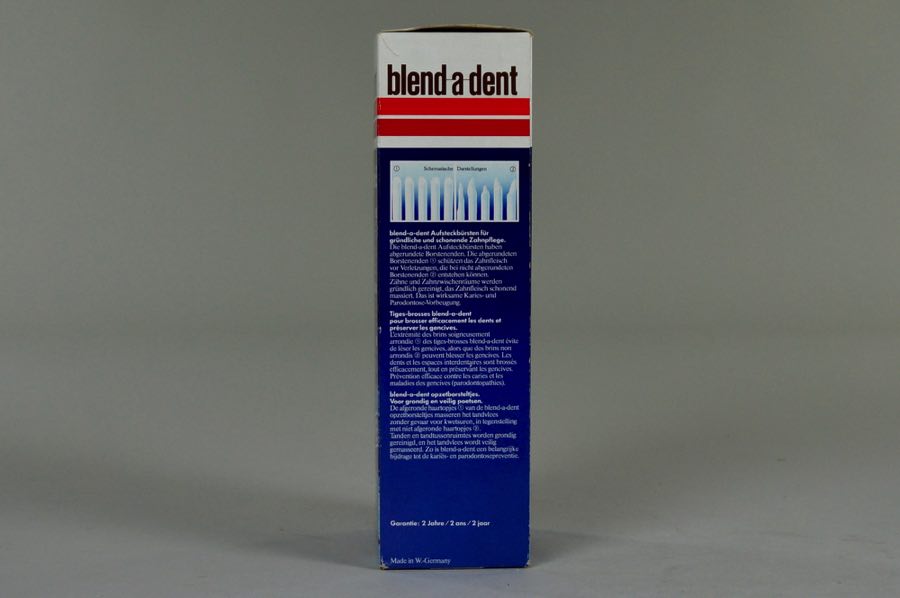 blend-a-dent
① Schematische Darstellungen ②
blend-a-dent Aufsteckbürsten für
gründliche und schonende Zahnpflege.
Die blend-a-dent Aufsteckbürsten haben
abgerundete Borstenenden. Die abgerundeten
Borstenenden ① schützen das Zahnfleisch
vor Verletzungen, die bei nicht abgerundeten
Borstenenden ② entstehen können.
Zähne und Zahnzwischenräume werden
gründlich gereinigt, das Zahnfleisch schonend
massiert. Das ist wirksame Karies- und
Parodontose-Vorbeugung.
Tiges-brosses blend-a-dent
pour brosser efficacement les dents et
préserver les gencives.
L'extrémité des brins soigneusement
arrondie ① des tiges-brosses blend-a-dent évite
de léser les gencives, alors que des brins non
arrondis ② peuvent blesser les gencives. Les
dents et les espaces interdentaires sont brossés
efficacement, tout en préservant les gencives.
Prévention efficace contre les caries et les
maladies des gencives (parodontopathies).
blend-a-dent opzetborsteltjes.
Voor grondig en veilig poetsen.
De afgeronde haartopjes ① van de blend-a-dent
opzetborsteltjes masseren het tandvlees
zonder gevaar voor kwetsuren, in tegenstelling
met niet afgeronde haartopjes ②.
Tanden en tandtussenruimtes worden grondig
gereinigd, en het tandvlees wordt veilig
gemasseerd. Zo is blend-a-dent een belangrijke
bijdrage tot de kariës- en parodontosepreventie.
Garantie: 2 Jahre / 2 ans / 2 jaar
Made in W.-Germany